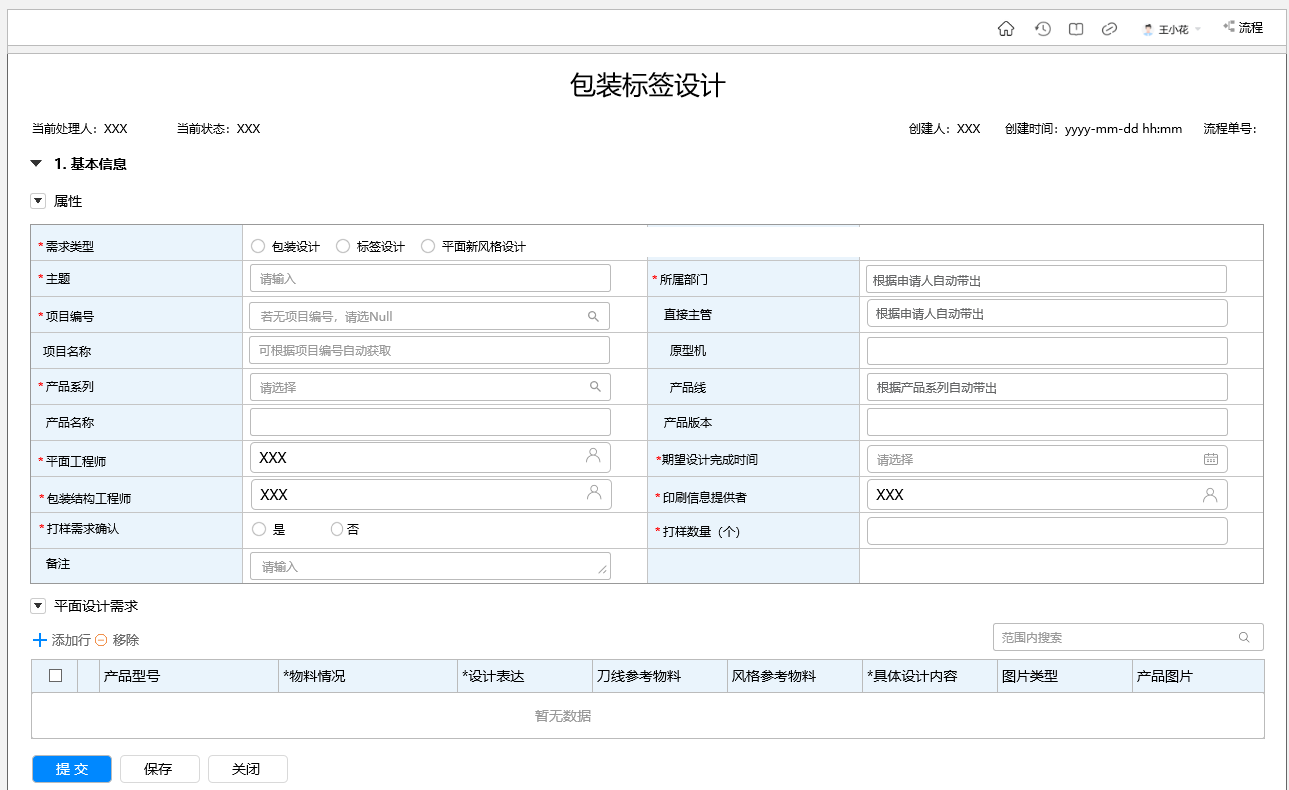 王小花 流程
包装标签设计
当前处理人：XXX 当前状态：XXX 创建人：XXX 创建时间：yyyy-mm-dd hh:mm 流程单号：
1. 基本信息
属性
*需求类型 包装设计 标签设计 平面新风格设计
*主题 请输入 *所属部门 根据申请人自动带出
*项目编号 若无项目编号，请选Null 直接主管 根据申请人自动带出
项目名称 可根据项目编号自动获取 原型机
*产品系列 请选择 产品线 根据产品系列自动带出
产品名称 产品版本
*平面工程师 XXX *期望设计完成时间 请选择
*包装结构工程师 XXX *印刷信息提供者 XXX
*打样需求确认 是 否 *打样数量（个）
备注 请输入
平面设计需求
添加行 移除 范围内搜索
产品型号 *物料情况 *设计表达 刀线参考物料 风格参考物料 *具体设计内容 图片类型 产品图片
暂无数据
提 交 保存 关闭